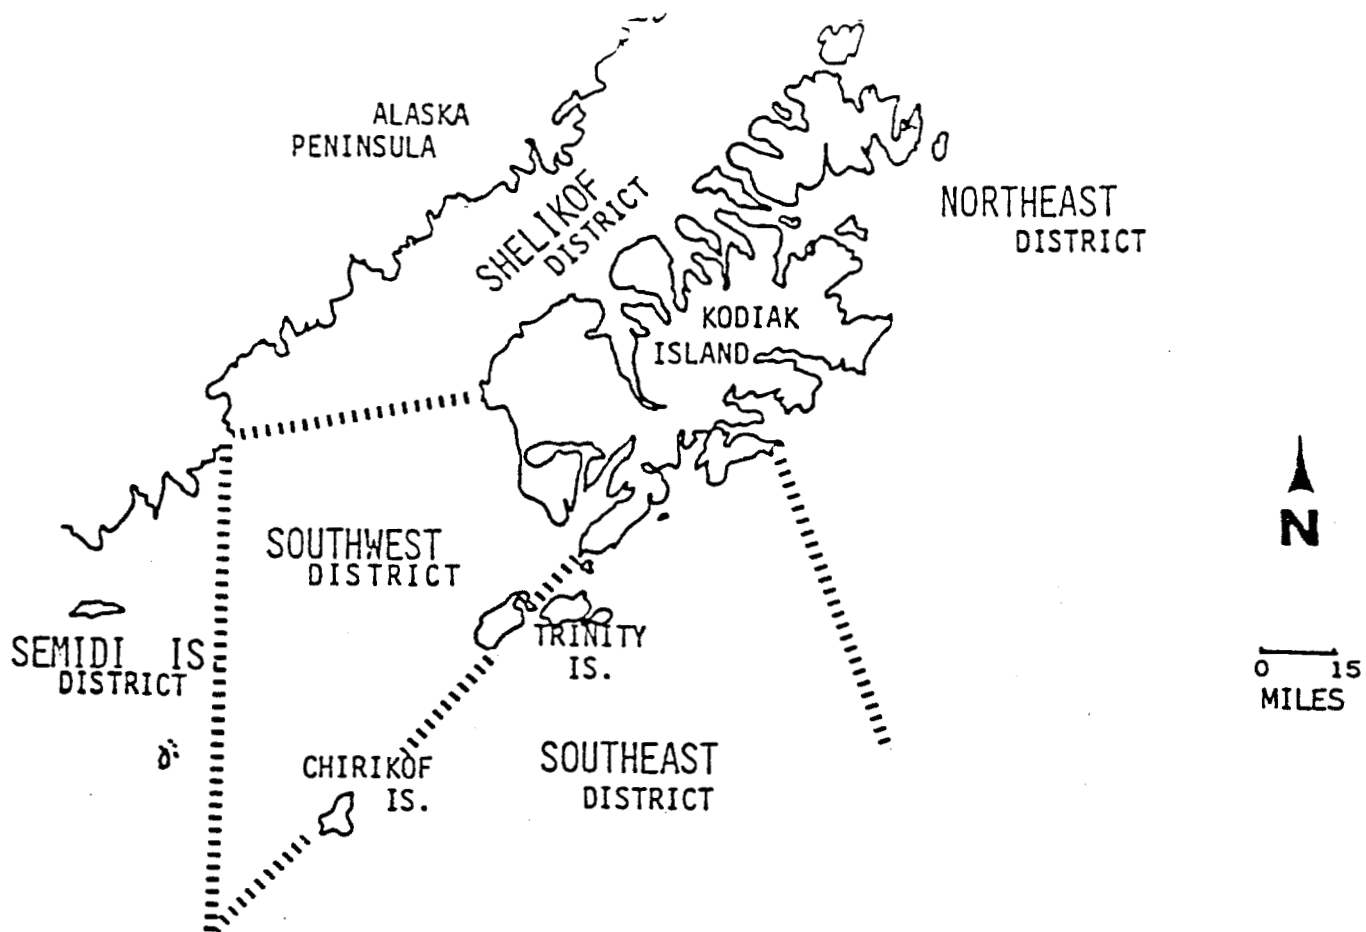 ALASKA
PENINSULA
SHELIKOF
DISTRICT
NORTHEAST
DISTRICT
KODIAK
ISLAND
SOUTHWEST
DISTRICT
N
SEMIDI IS
DISTRICT
TRINITY
IS.
0 15
MILES
CHIRIKOF
IS.
SOUTHEAST
DISTRICT